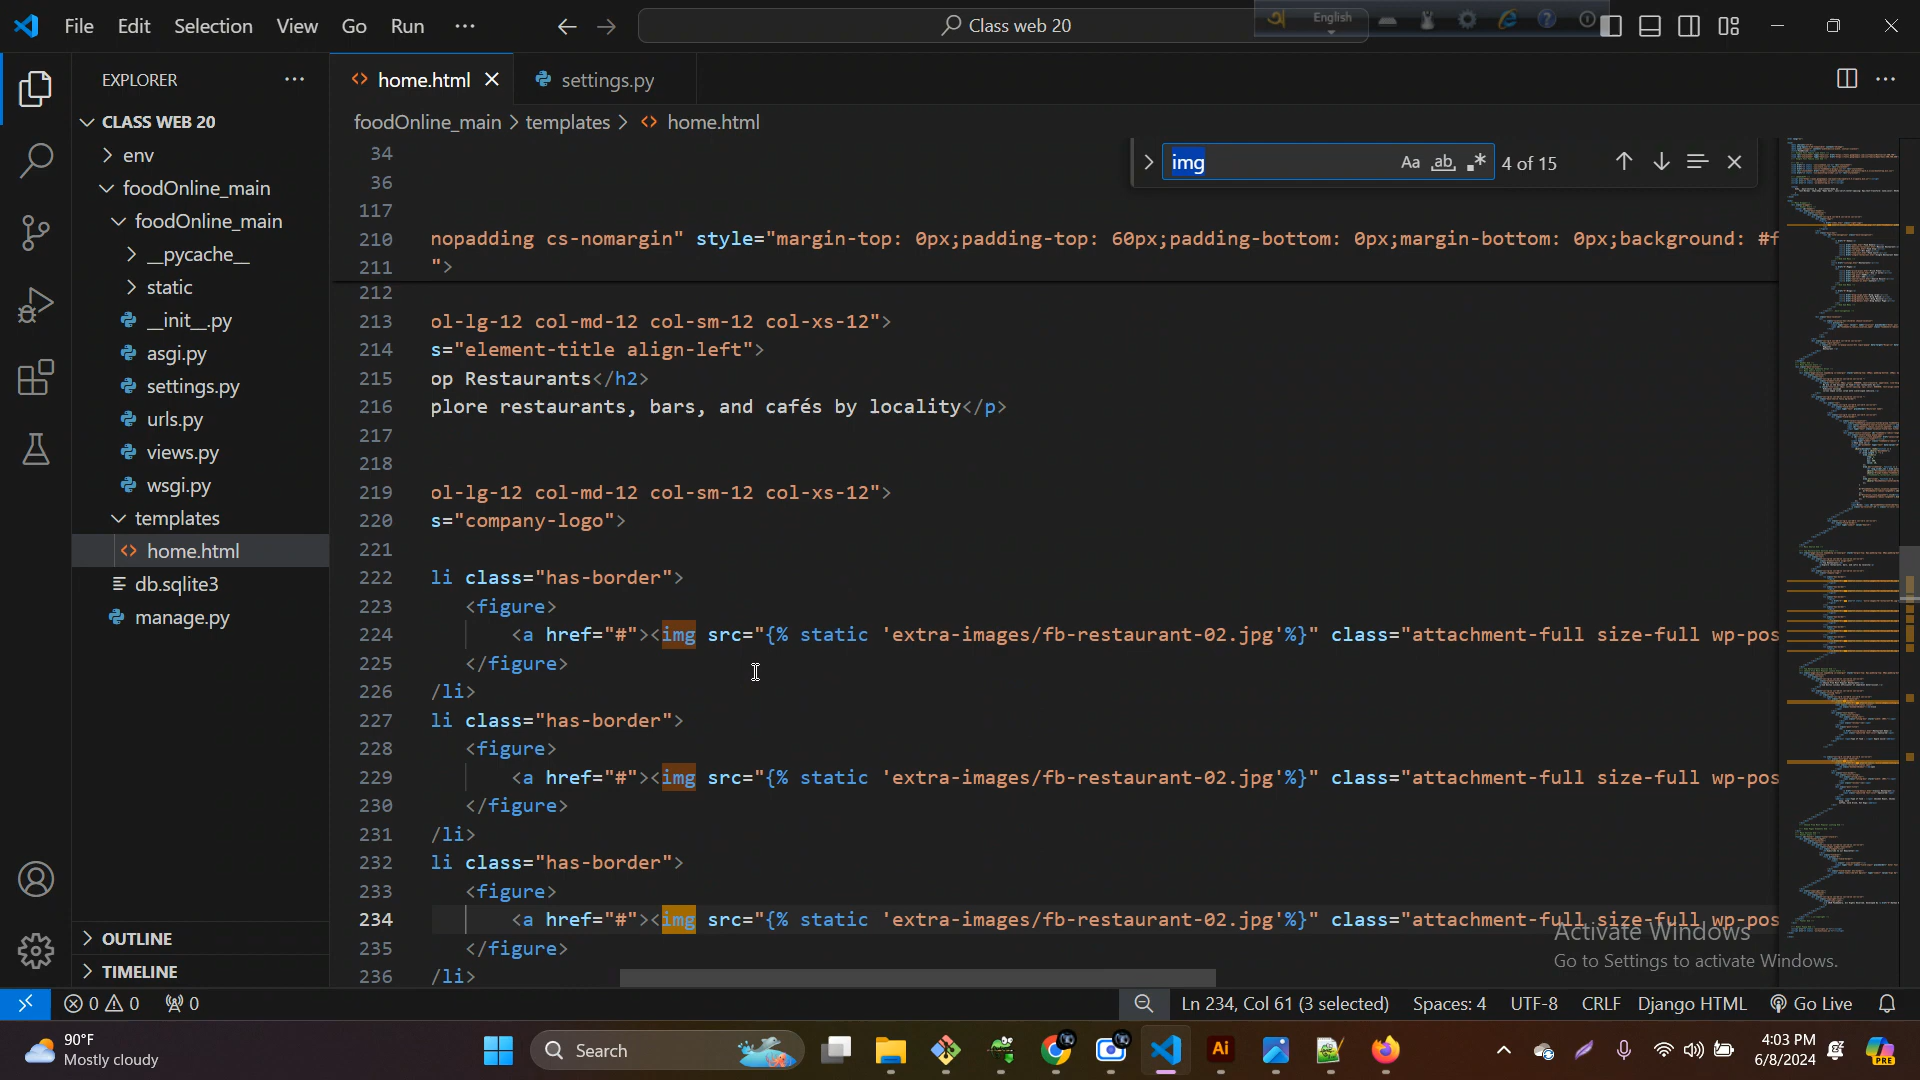 File Edit Selection View Go Run ··· Class web 20 English
EXPLORER ···
home.html
settings.py
CLASS WEB 20
env
foodOnline_main
foodOnline_main
__pycache__
static
__init__.py
asgi.py
settings.py
urls.py
views.py
wsgi.py
templates
home.html
db.sqlite3
manage.py
OUTLINE
TIMELINE
foodOnline_main > templates > home.html
img Aa ab 4 of 15
34
36
117
210 nopadding cs-nomargin" style="margin-top: 0px;padding-top: 60px;padding-bottom: 0px;margin-bottom: 0px;background: #f
211 ">
212
213 ol-lg-12 col-md-12 col-sm-12 col-xs-12">
214 s="element-title align-left">
215 op Restaurants</h2>
216 plore restaurants, bars, and cafés by locality</p>
217
218
219 ol-lg-12 col-md-12 col-sm-12 col-xs-12">
220 s="company-logo">
221
222 li class="has-border">
223 <figure>
224 <a href="#"><img src="{% static 'extra-images/fb-restaurant-02.jpg'%}" class="attachment-full size-full wp-pos
225 </figure>
226 /li>
227 li class="has-border">
228 <figure>
229 <a href="#"><img src="{% static 'extra-images/fb-restaurant-02.jpg'%}" class="attachment-full size-full wp-pos
230 </figure>
231 /li>
232 li class="has-border">
233 <figure>
234 <a href="#"><img src="{% static 'extra-images/fb-restaurant-02.jpg'%}" class="attachment-full size-full wp-pos
235 </figure>
236 /li>
Activate Windows
Go to Settings to activate Windows.
0 0 0 Ln 234, Col 61 (3 selected) Spaces: 4 UTF-8 CRLF Django HTML Go Live
90°F
Mostly cloudy
Search
Ai
4:03 PM
6/8/2024
PRE